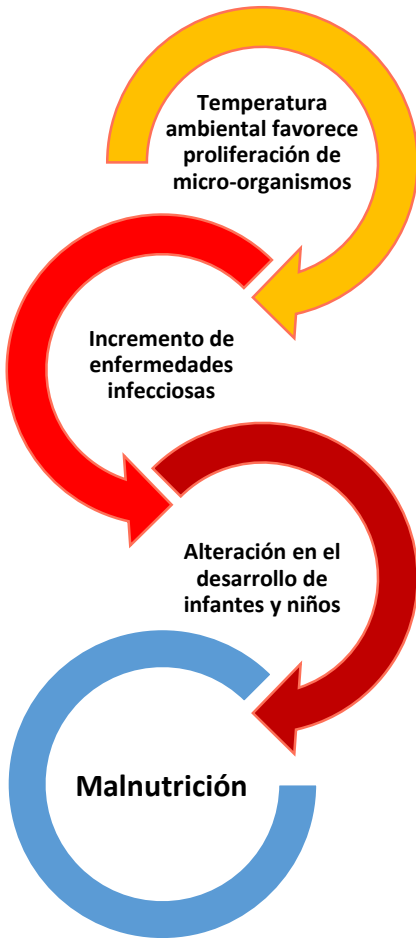 Temperatura
ambiental favorece
proliferación de
micro-organismos
Incremento de
enfermedades
infecciosas
Alteración en el
desarrollo de
infantes y niños
Malnutrición